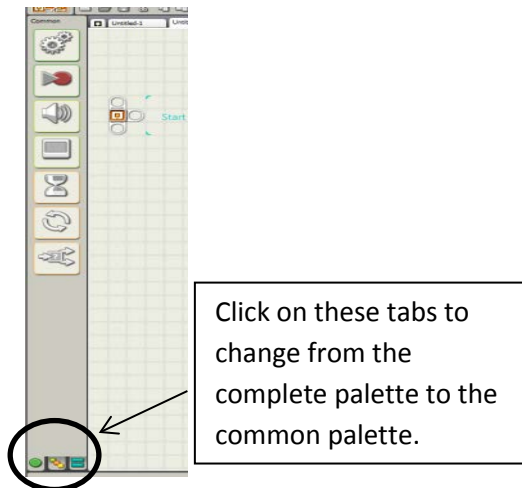 Common
Untitled-1
Start
Click on these tabs to
change from the
complete palette to the
common palette.